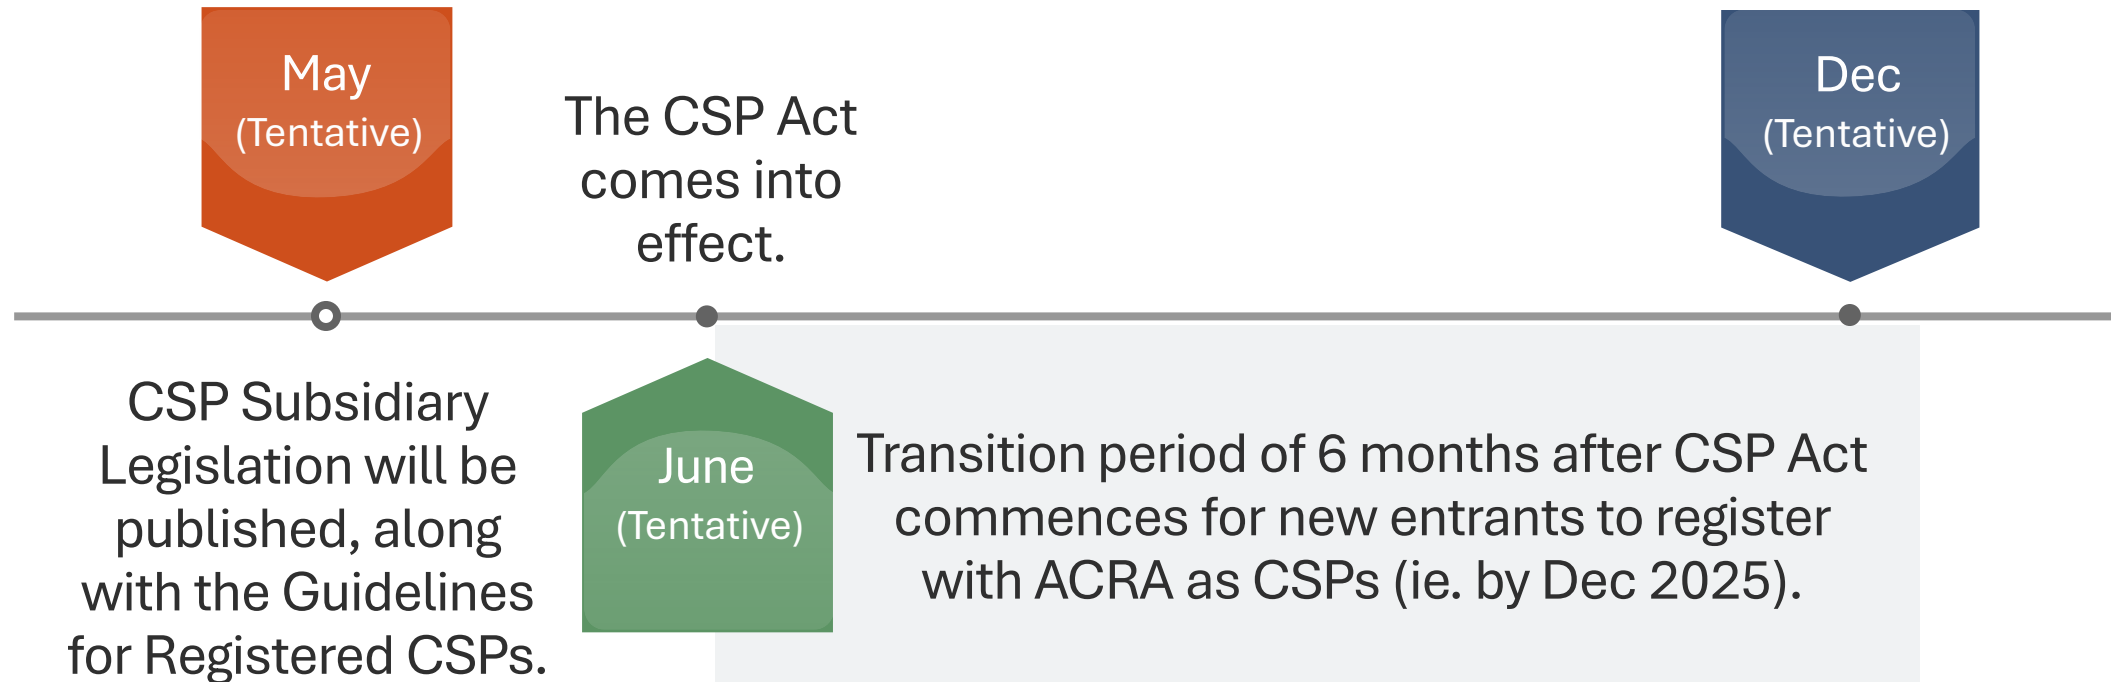 May
(Tentative)
CSP Subsidiary
Legislation will be
published, along
with the Guidelines
for Registered CSPs.
The CSP Act
comes into
effect.
June
(Tentative)
Transition period of 6 months after CSP Act
commences for new entrants to register
with ACRA as CSPs (ie. by Dec 2025).
Dec
(Tentative)